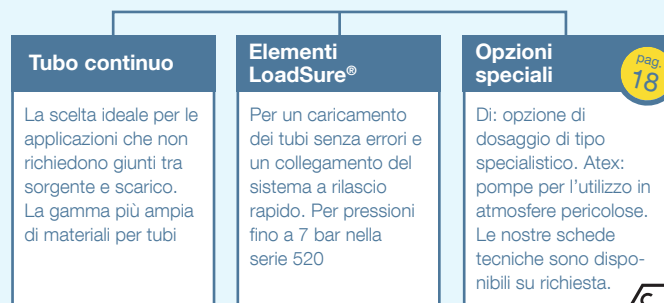 Tubo continuo
La scelta ideale per le
applicazioni che non
richiedono giunti tra
sorgente e scarico.
La gamma più ampia
di materiali per tubi
Elementi
LoadSure®
Per un caricamento
dei tubi senza errori e
un collegamento del
sistema a rilascio
rapido. Per pressioni
fino a 7 bar nella
serie 520
Opzioni
speciali
pag.
18
Di: opzione di
dosaggio di tipo
specialistico. Atex:
pompe per l'utilizzo in
atmosfere pericolose.
Le nostre schede
tecniche sono dispo-
nibili su richiesta.